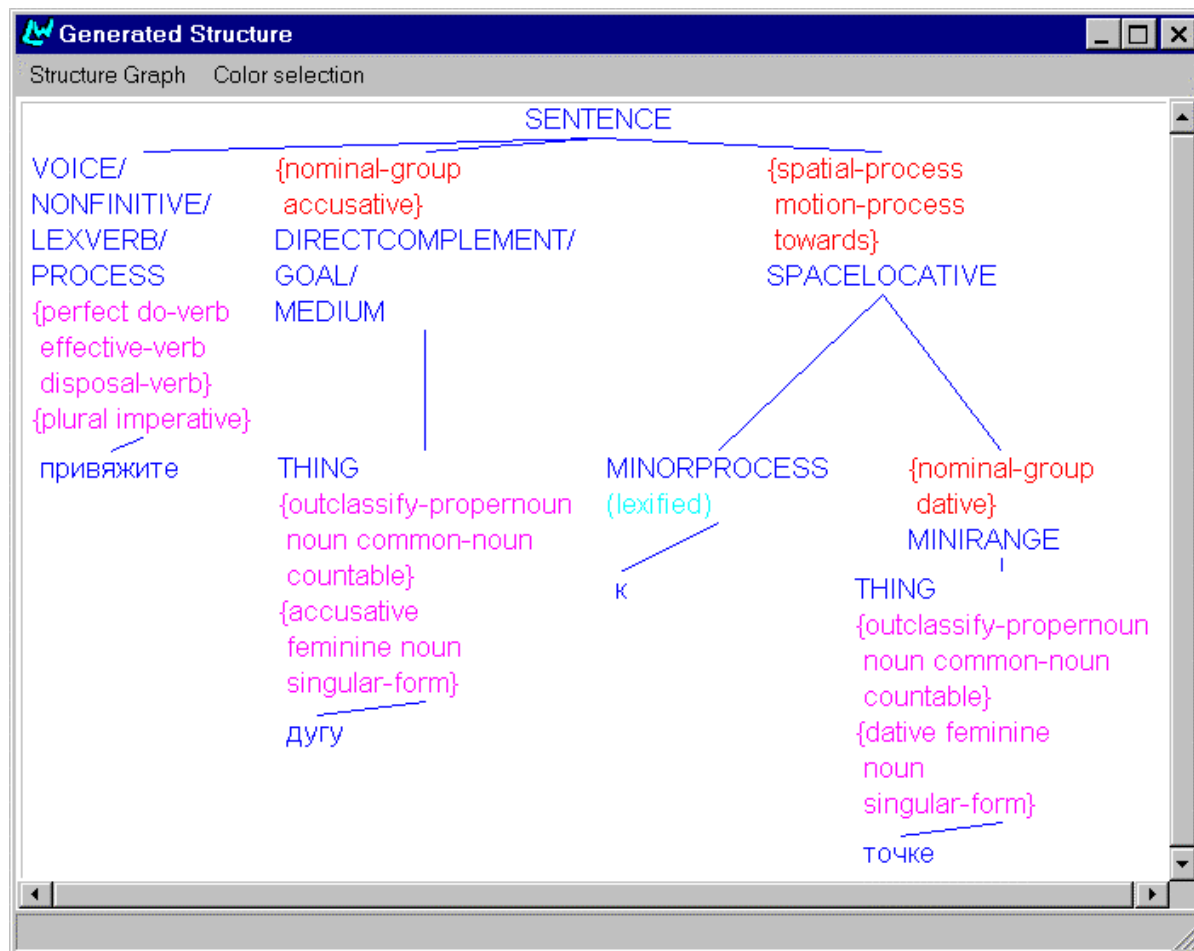 Generated Structure
Structure Graph Color selection
SENTENCE
VOICE/ {nominal-group {spatial-process
NONFINITIVE/ accusative} motion-process
LEXVERB/ DIRECTCOMPLEMENT/ towards}
PROCESS GOAL/ SPACELOCATIVE
{perfect do-verb MEDIUM
effective-verb
disposal-verb}
{plural imperative}
привяжите THING MINORPROCESS {nominal-group
{outclassify-propernoun (lexified) dative}
noun common-noun MINIRANGE
countable} к THING
{accusative {outclassify-propernoun
feminine noun noun common-noun
singular-form} countable}
дугу {dative feminine
noun
singular-form}
точке